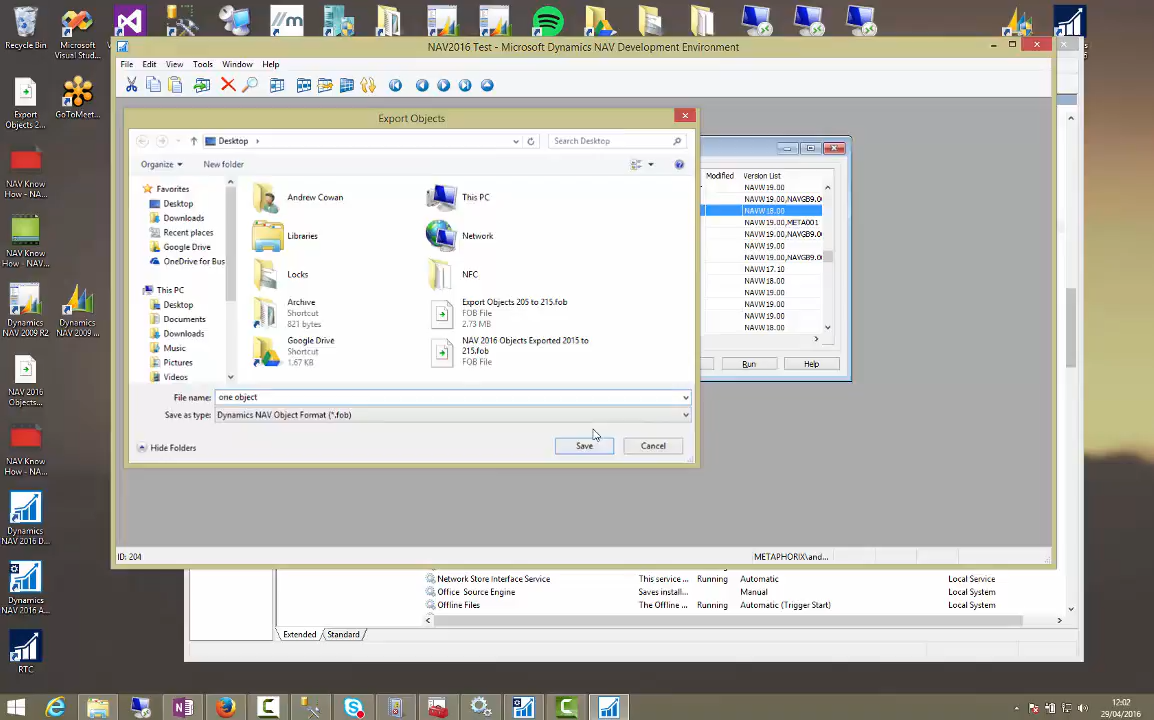 NAV2016 Test - Microsoft Dynamics NAV Development Environment
File Edit View Tools Window Help
Export Objects
Desktop
Search Desktop
Organize
New folder
Favorites
Desktop
Downloads
Recent places
Google Drive
OneDrive for Bus
This PC
Desktop
Documents
Downloads
Music
Pictures
Videos
Andrew Cowan
This PC
Libraries
Network
Locks
NFC
Archive
Shortcut
821 bytes
Export Objects 205 to 215.fob
FOB File
2.73 MB
Google Drive
Shortcut
1.67 KB
NAV 2016 Objects Exported 2015 to
215.fob
FOB File
File name: one object
Save as type: Dynamics NAV Object Format (*.fob)
Hide Folders
Save
Cancel
Modified Version List
NAVW19.00
NAVW19.00,NAVGB9.00
NAVW18.00
NAVW19.00,META001
NAVW19.00,NAVGB9.00
NAVW19.00
NAVW19.00,NAVGB9.00
NAVW17.10
NAVW18.00
NAVW19.00
NAVW19.00
NAVW19.00
NAVW18.00
Run
Help
ID: 204
METAPHORIX\and...
Network Store Interface Service This service ... Running Automatic Local Service
Office Source Engine Saves install... Manual Local System
Offline Files The Offline ... Running Automatic (Trigger Start) Local System
Extended Standard
Recycle Bin
Microsoft
Visual Stud...
Export
Objects 2...
GoToMeet...
NAV Know
How - NA...
NAV Know
How - NAV...
Dynamics
NAV 2009 R2
Dynamics
NAV 2009 ...
NAV 2016
Objects...
NAV Know
How - NA...
Dynamics
NAV 2016 D...
Dynamics
NAV 2016 A...
RTC
12:02
29/04/2016